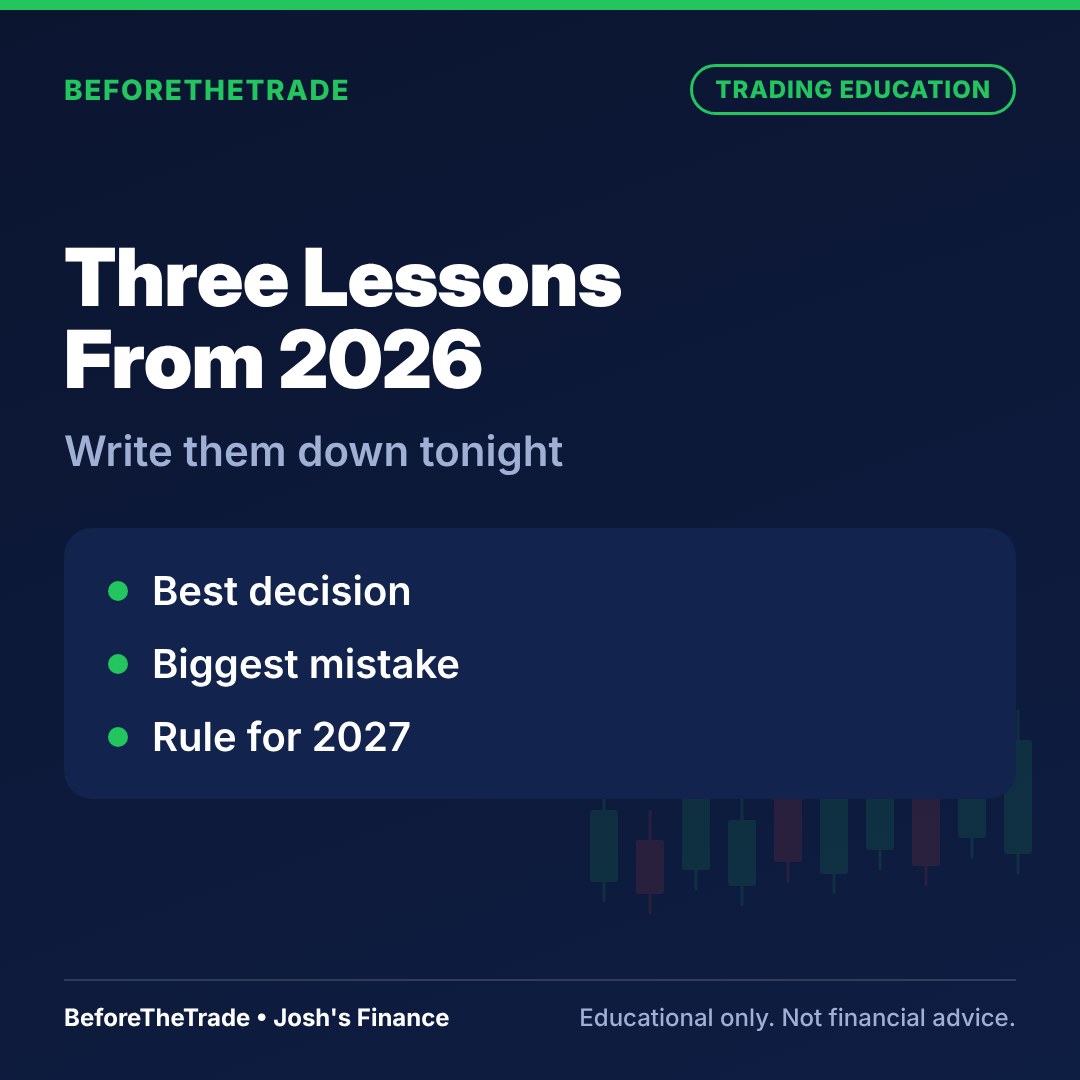 BEFORETHETRADE
TRADING EDUCATION
Three Lessons
From 2026
Write them down tonight
Best decision
Biggest mistake
Rule for 2027
BeforeTheTrade • Josh's Finance
Educational only. Not financial advice.